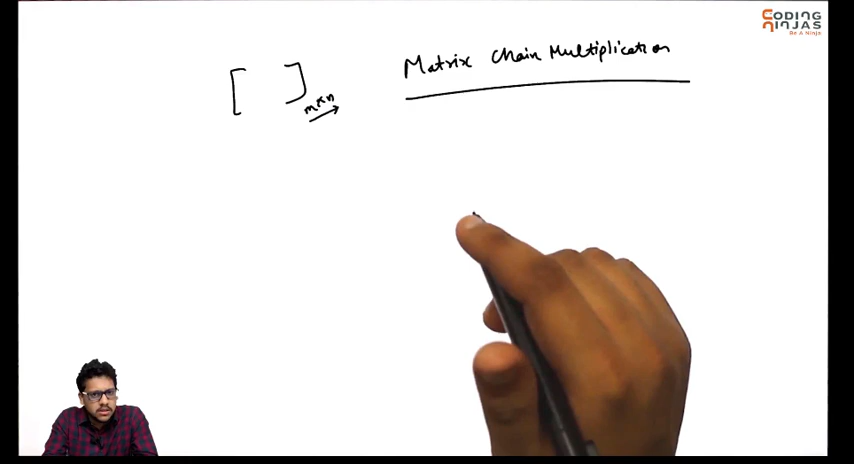 CODING
NINJAS
Be A Ninja
Matrix Chain Multiplication
[ ]m×n